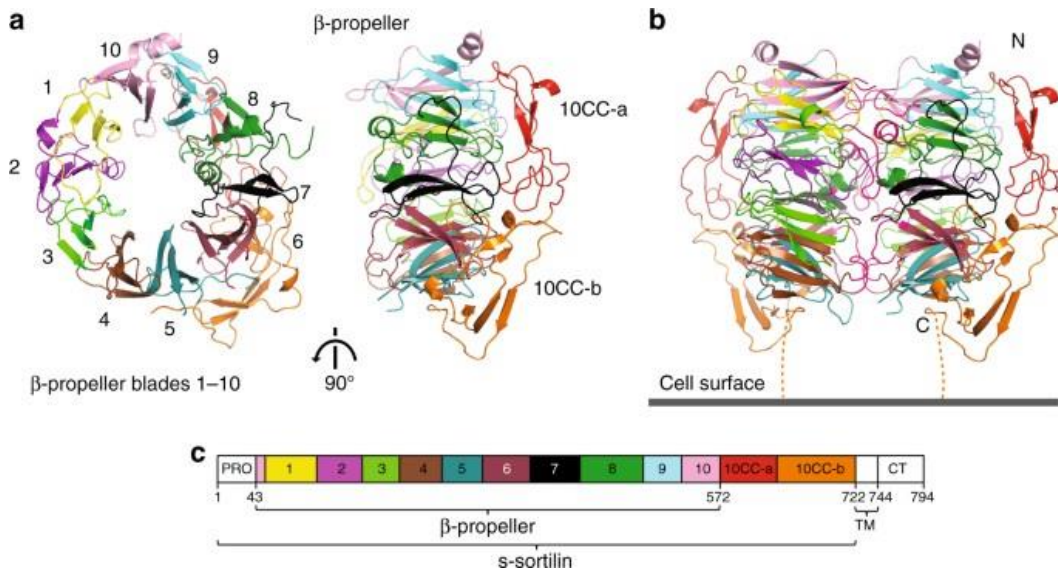 a
β-propeller
10
9
1
8
2
7
3
6
4
5
10CC-a
10CC-b
β-propeller blades 1–10
90°
b
N
C
Cell surface
c
PRO 1 2 3 4 5 6 7 8 9 10 10CC-a 10CC-b CT
1 43 572 722 744 794
β-propeller
TM
s-sortilin